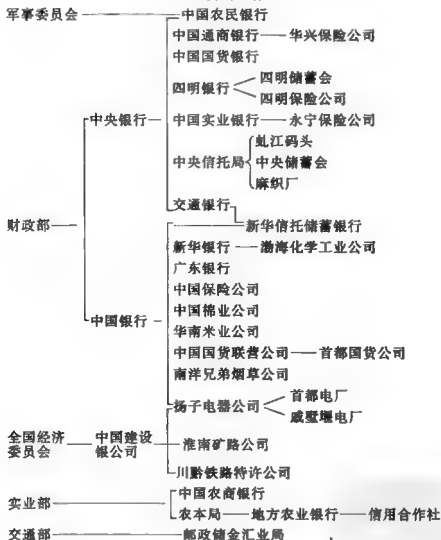 军事委员会 中国农民银行
中国通商银行 华兴保险公司
中国国货银行
四明银行 四明储蓄会
四明保险公司
中央银行 中国实业银行 永宁保险公司
中央信托局 虬江码头
中央储蓄会
麻织厂
交通银行
财政部 新华信托储蓄银行
新华银行 渤海化学工业公司
广东银行
中国保险公司
中国银行 中国棉业公司
华南米业公司
中国国货联营公司 首都国货公司
南洋兄弟烟草公司
扬子电器公司 首都电厂
戚墅堰电厂
全国经济委员会 中国建设银公司 淮南矿路公司
川黔铁路特许公司
实业部 中国农商银行
农本局 地方农业银行 信用合作社
交通部 邮政储金汇业局